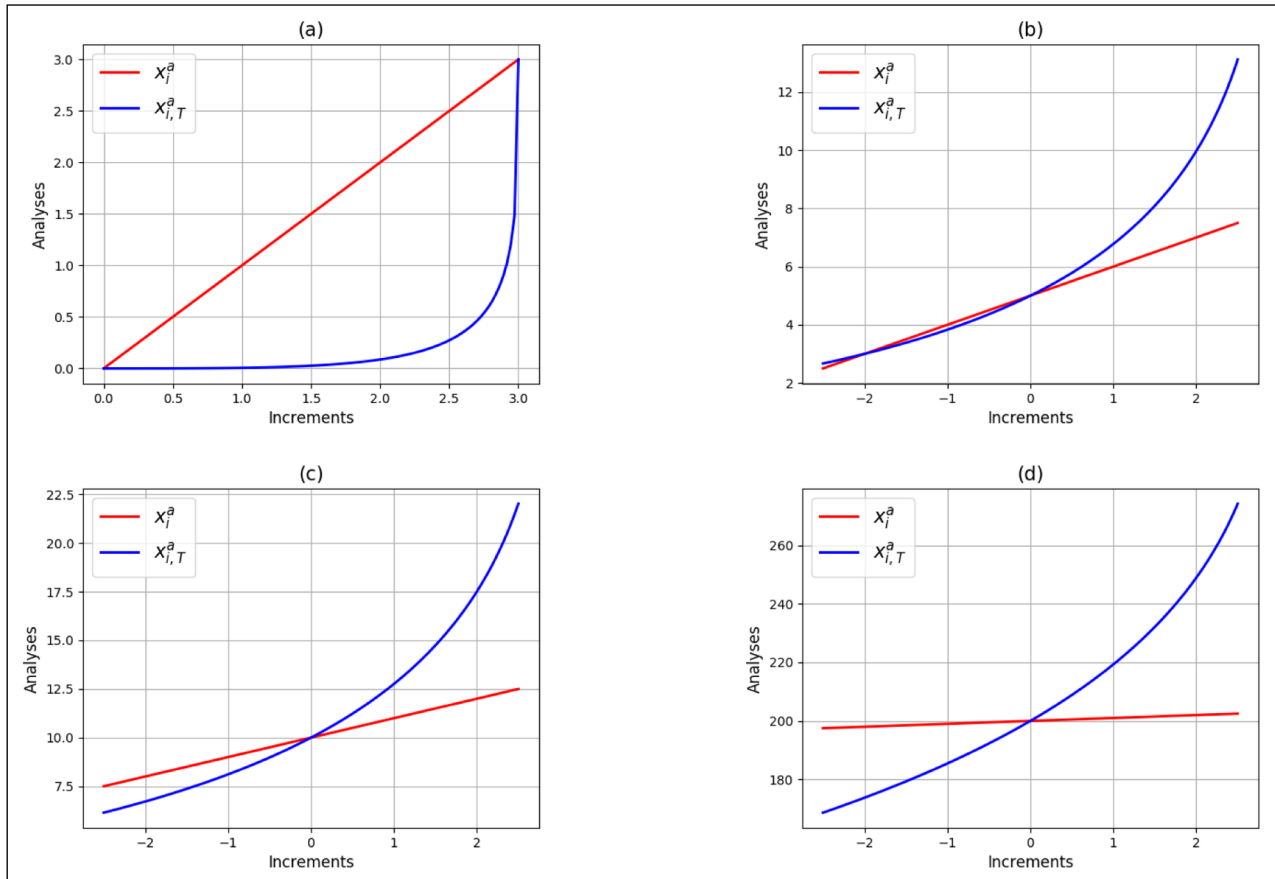 (a)
3.0
2.5
2.0
1.5
1.0
0.5
0.0
Analyses
x_i^a
x_{i,T}^a
0.0 0.5 1.0 1.5 2.0 2.5 3.0
Increments
(b)
12
10
8
6
4
2
Analyses
x_i^a
x_{i,T}^a
−2 −1 0 1 2
Increments
(c)
22.5
20.0
17.5
15.0
12.5
10.0
7.5
Analyses
x_i^a
x_{i,T}^a
−2 −1 0 1 2
Increments
(d)
260
240
220
200
180
Analyses
x_i^a
x_{i,T}^a
−2 −1 0 1 2
Increments